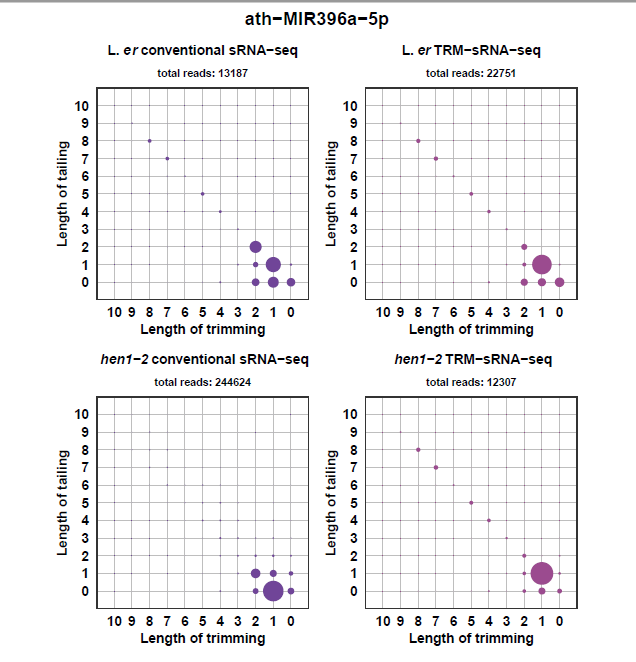 ath−MIR396a−5p
L. er conventional sRNA−seq
total reads: 13187
10
9
8
7
6
5
4
3
2
1
0
Length of tailing
10 9 8 7 6 5 4 3 2 1 0
Length of trimming
L. er TRM−sRNA−seq
total reads: 22751
10
9
8
7
6
5
4
3
2
1
0
Length of tailing
10 9 8 7 6 5 4 3 2 1 0
Length of trimming
hen1−2 conventional sRNA−seq
total reads: 244624
10
9
8
7
6
5
4
3
2
1
0
Length of tailing
10 9 8 7 6 5 4 3 2 1 0
Length of trimming
hen1−2 TRM−sRNA−seq
total reads: 12307
10
9
8
7
6
5
4
3
2
1
0
Length of tailing
10 9 8 7 6 5 4 3 2 1 0
Length of trimming